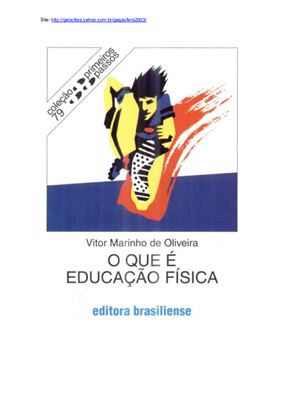 Site: http://geocities.yahoo.com.br/gagaufera2003/
coleção
primeiros
79
passos
Vitor Marinho de Oliveira
O QUE É
EDUCAÇÃO FÍSICA
editora brasiliense